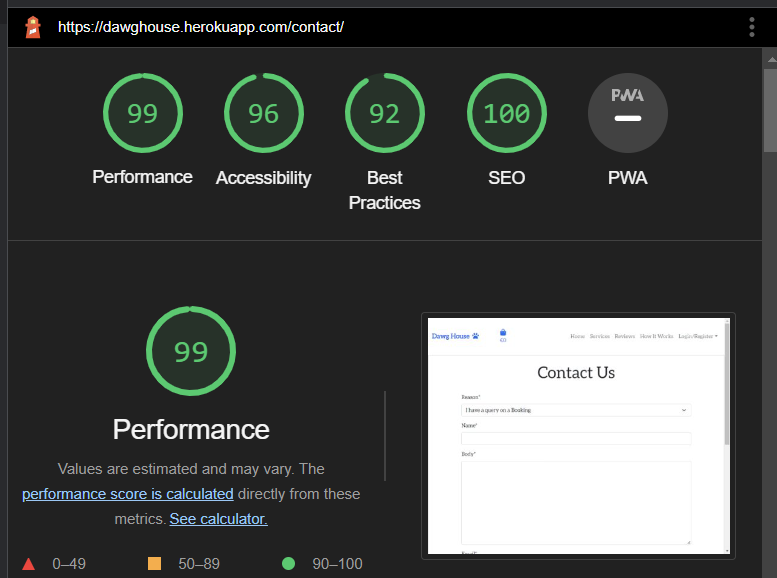 https://dawghouse.herokuapp.com/contact/
99
96
92
100
PWA
Performance
Accessibility
Best
Practices
SEO
PWA
99
Performance
Values are estimated and may vary. The
performance score is calculated directly from these
metrics. See calculator.
0–49
50–89
90–100
Dawg House
€0
Home Services Reviews How It Works Login/Register
Contact Us
Reason*
I have a query on a Booking
Name*
Body*
Email*